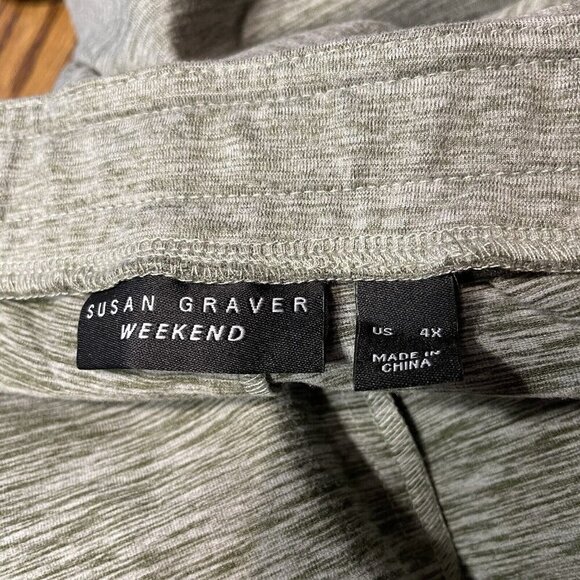 SUSAN GRAVER
WEEKEND
US 4X
MADE IN
CHINA